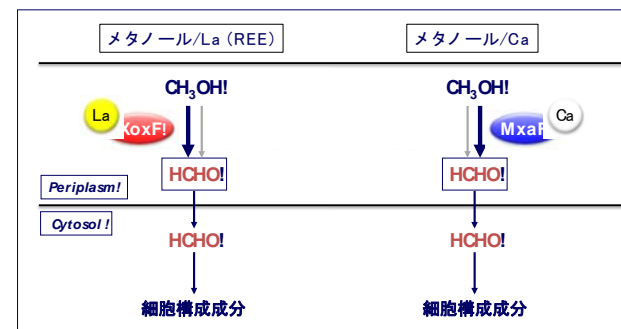 メタノール/La (REE)
メタノール/Ca
CH3OH!
CH3OH!
La
XoxF!
MxaF
Ca
HCHO!
HCHO!
Periplasm!
Cytosol !
HCHO!
HCHO!
細胞構成成分
細胞構成成分